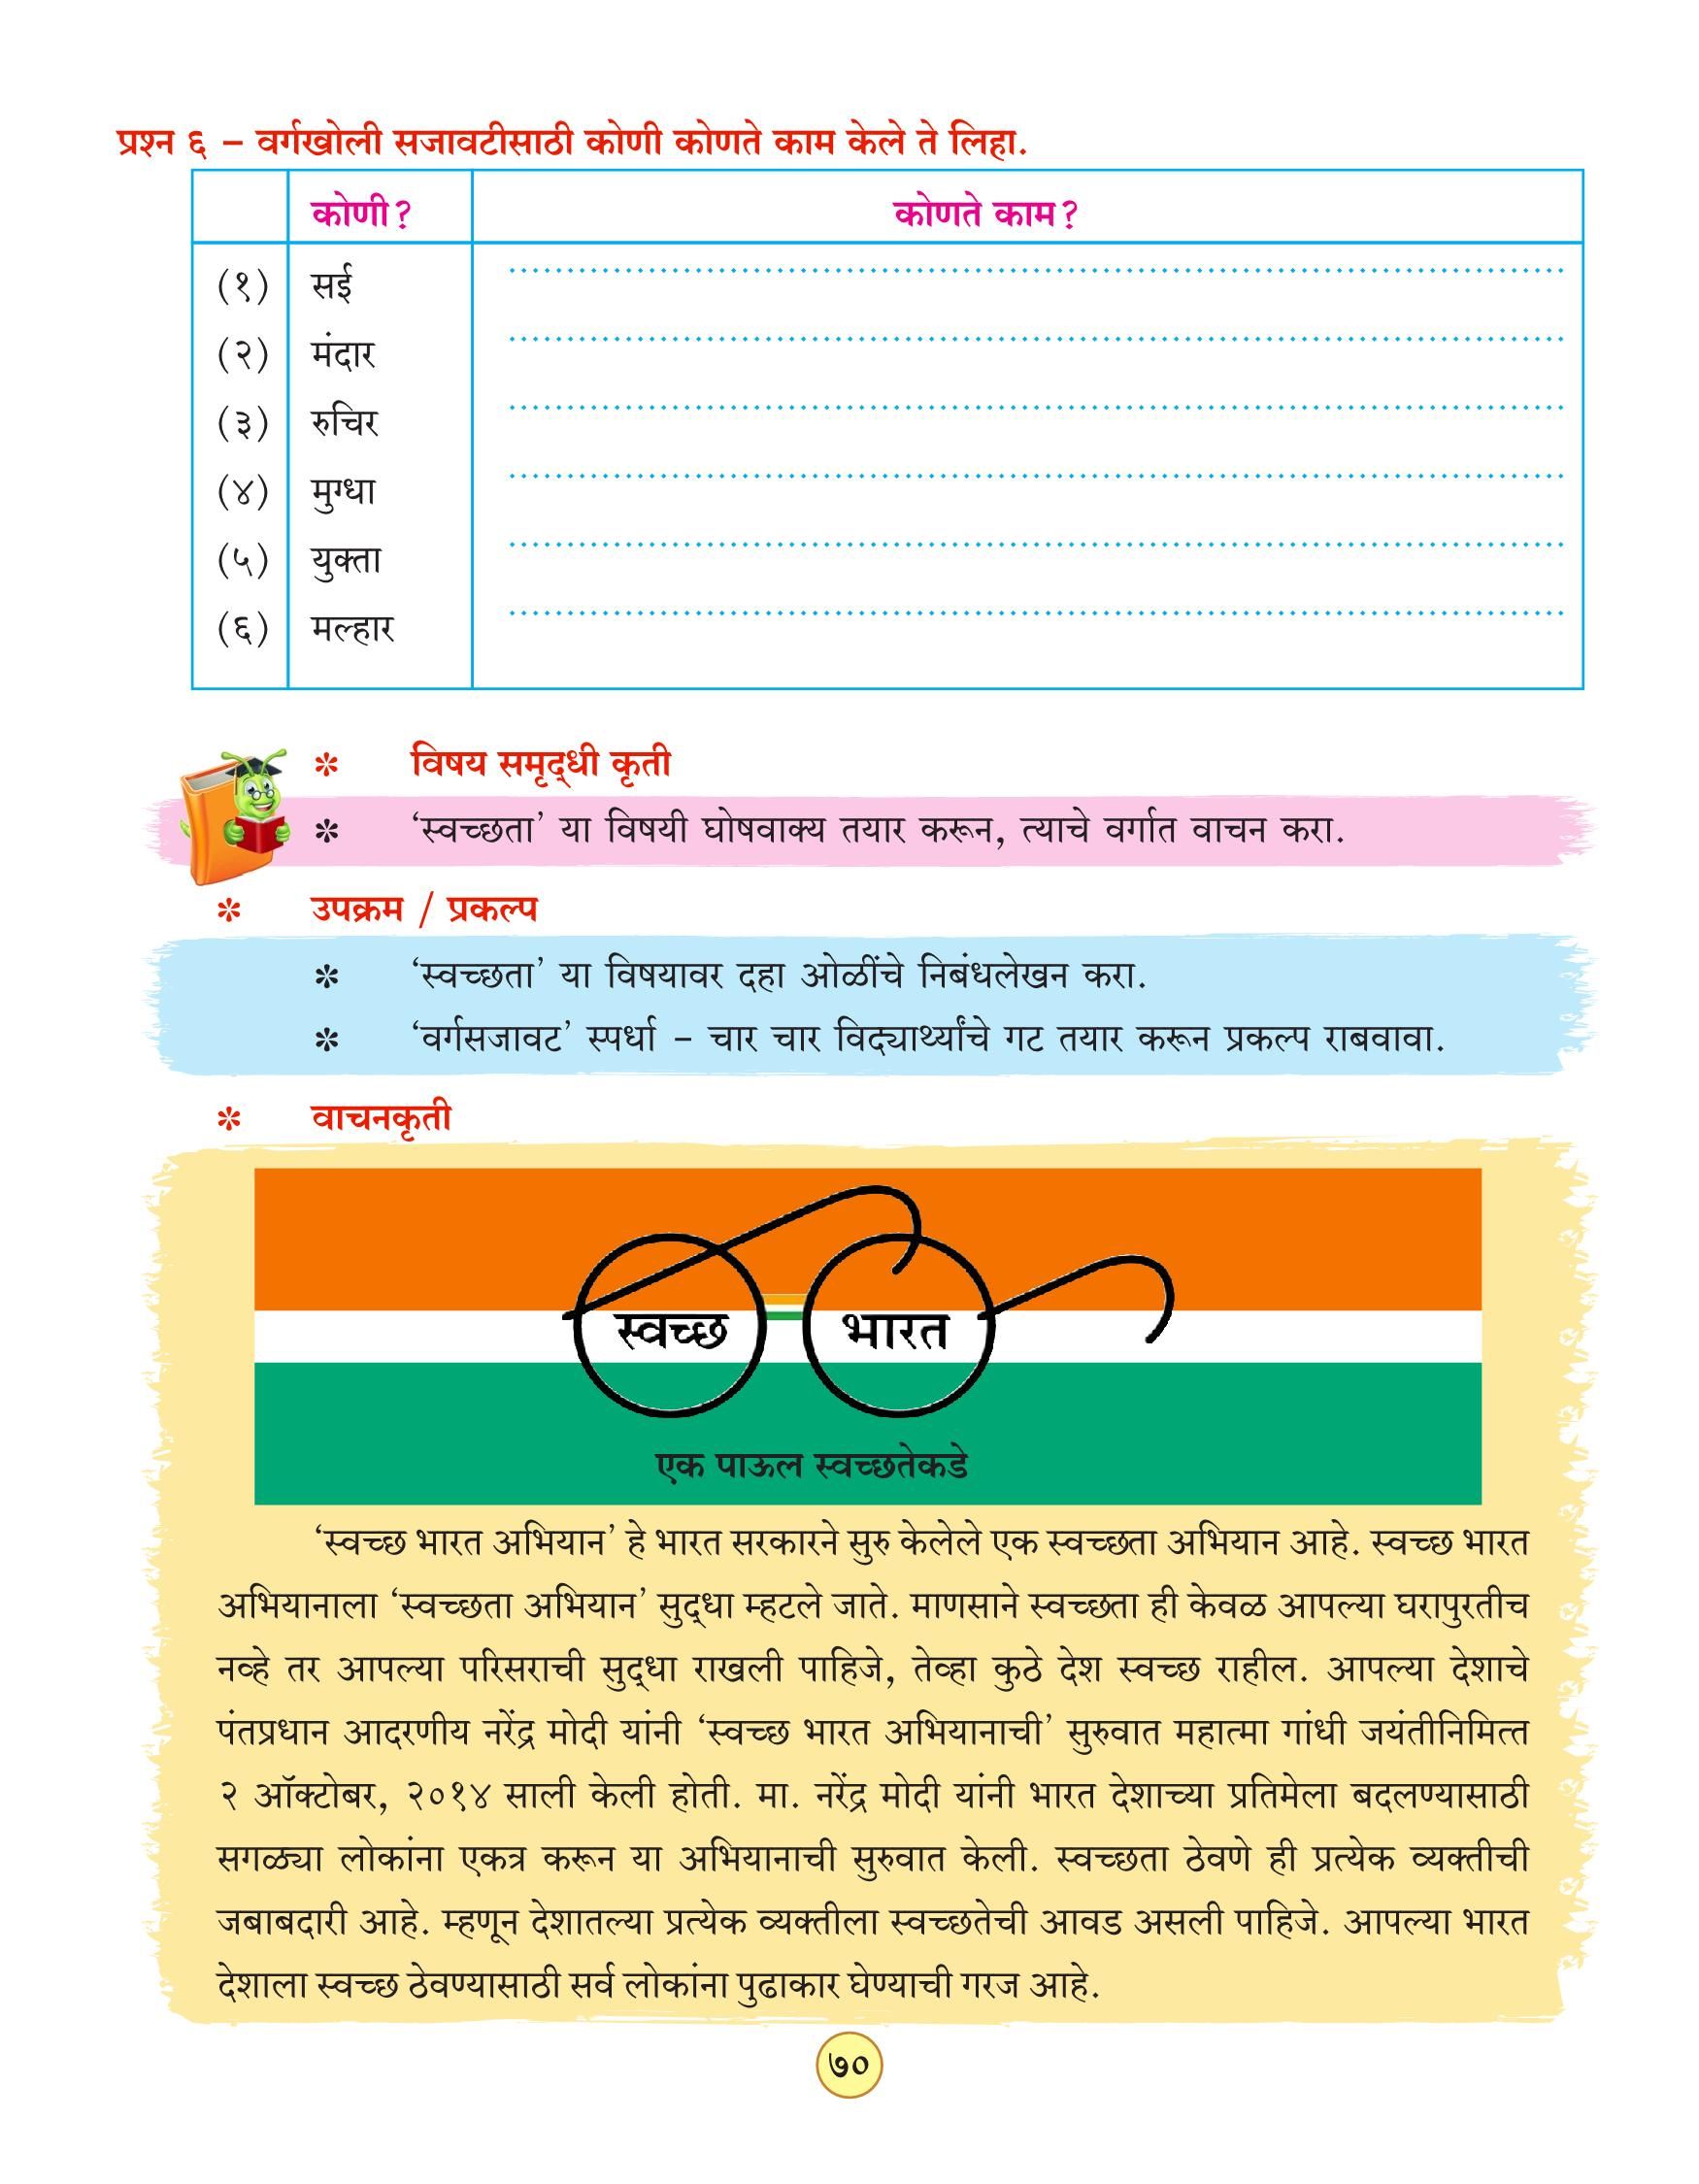 प्रश्न ६ – वर्गखोली सजावटीसाठी कोणी कोणते काम केले ते लिहा.
कोणी? कोणते काम?
(१) सई ........................................
(२) मंदार ........................................
(३) रुचिर ........................................
(४) मुग्धा ........................................
(५) युक्ता ........................................
(६) मल्हार ........................................
* विषय समृद्धी कृती
* ‘स्वच्छता’ या विषयी घोषवाक्य तयार करून, त्याचे वर्गात वाचन करा.
* उपक्रम / प्रकल्प
* ‘स्वच्छता’ या विषयावर दहा ओळींचे निबंधलेखन करा.
* ‘वर्गसजावट’ स्पर्धा – चार चार विद्यार्थ्यांचे गट तयार करून प्रकल्प राबवावा.
* वाचनकृती
स्वच्छ भारत
एक पाऊल स्वच्छतेकडे
‘स्वच्छ भारत अभियान’ हे भारत सरकारने सुरु केलेले एक स्वच्छता अभियान आहे. स्वच्छ भारत
अभियानाला ‘स्वच्छता अभियान’ सुद्धा म्हटले जाते. माणसाने स्वच्छता ही केवळ आपल्या घरापुरतीच
नव्हे तर आपल्या परिसराची सुद्धा राखली पाहिजे, तेव्हा कुठे देश स्वच्छ राहील. आपल्या देशाचे
पंतप्रधान आदरणीय नरेंद्र मोदी यांनी ‘स्वच्छ भारत अभियानाची’ सुरुवात महात्मा गांधी जयंतीनिमित्त
२ ऑक्टोबर, २०१४ साली केली होती. मा. नरेंद्र मोदी यांनी भारत देशाच्या प्रतिमेला बदलण्यासाठी
सगळ्या लोकांना एकत्र करून या अभियानाची सुरुवात केली. स्वच्छता ठेवणे ही प्रत्येक व्यक्तीची
जबाबदारी आहे. म्हणून देशातल्या प्रत्येक व्यक्तीला स्वच्छतेची आवड असली पाहिजे. आपल्या भारत
देशाला स्वच्छ ठेवण्यासाठी सर्व लोकांना पुढाकार घेण्याची गरज आहे.
७०